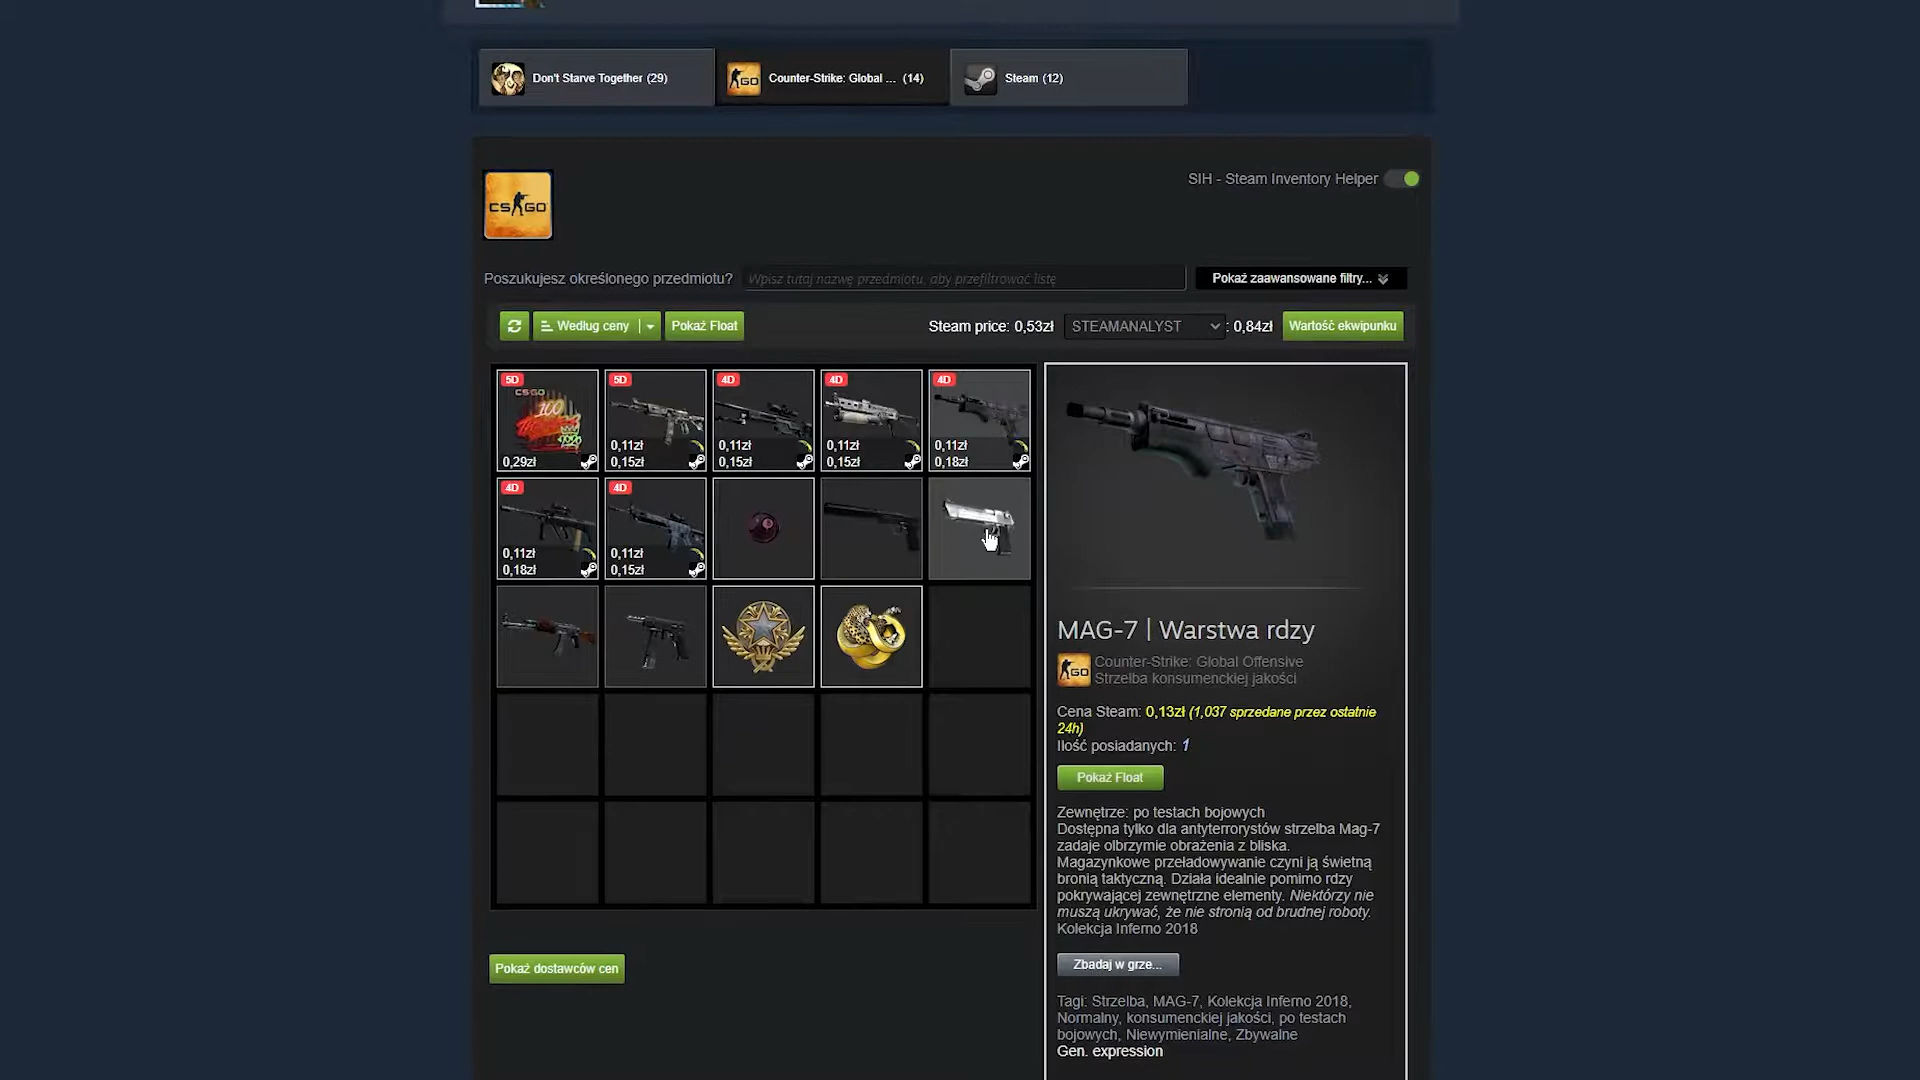 Don't Starve Together (29)
Counter-Strike: Global ... (14)
Steam (12)
CS GO
SIH - Steam Inventory Helper
Poszukujesz określonego przedmiotu?
Wpisz tutaj nazwę przedmiotu, aby przefiltrować listę
Pokaż zaawansowane filtry...
Według ceny
Pokaż Float
Steam price: 0,53zł
STEAMANALYST
: 0,84zł
Wartość ekwipunku
5D
CSGO
100
0,29zł
5D
0,11zł
0,15zł
4D
0,11zł
0,15zł
4D
0,11zł
0,15zł
4D
0,11zł
0,18zł
4D
0,11zł
0,18zł
4D
0,11zł
0,15zł
MAG-7 | Warstwa rdzy
GO
Counter-Strike: Global Offensive
Strzelba konsumenckiej jakości
Cena Steam: 0,13zł (1,037 sprzedane przez ostatnie
24h)
Ilość posiadanych: 1
Pokaż Float
Zewnętrze: po testach bojowych
Dostępna tylko dla antyterrorystów strzelba Mag-7
zadaje olbrzymie obrażenia z bliska.
Magazynkowe przeładowywanie czyni ją świetną
bronią taktyczną. Działa idealnie pomimo rdzy
pokrywającej zewnętrzne elementy. Niektórzy nie
muszą ukrywać, że nie stronią od brudnej roboty.
Kolekcja Inferno 2018
Zbadaj w grze...
Tagi: Strzelba, MAG-7, Kolekcja Inferno 2018,
Normalny, konsumenckiej jakości, po testach
bojowych, Niewymienialne, Zbywalne
Gen. expression
Pokaż dostawców cen